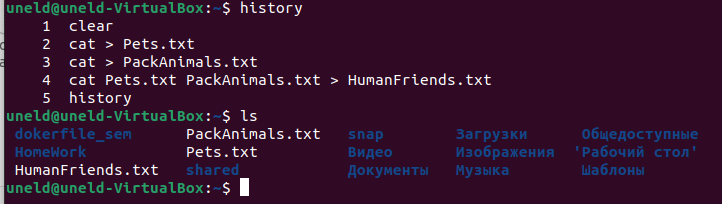 uneld@uneld-VirtualBox:~$ history
    1  clear
    2  cat > Pets.txt
    3  cat > PackAnimals.txt
    4  cat Pets.txt PackAnimals.txt > HumanFriends.txt
    5  history
uneld@uneld-VirtualBox:~$ ls
dokerfile_sem PackAnimals.txt snap Загрузки Общедоступные
HomeWork Pets.txt Видео Изображения 'Рабочий стол'
HumanFriends.txt shared Документы Музыка Шаблоны
uneld@uneld-VirtualBox:~$